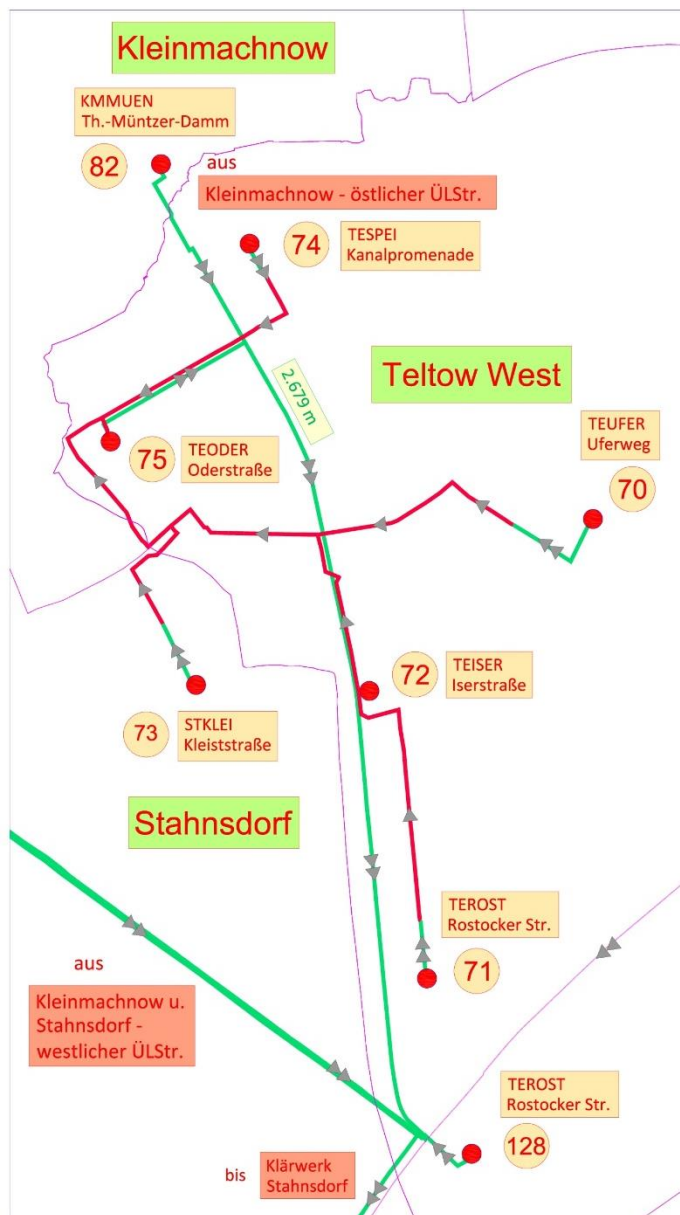 Kleinmachnow
KMMUEN
Th.-Müntzer-Damm
82
aus
Kleinmachnow - östlicher ÜLStr.
74
TESPEI
Kanalpromenade
2.679 m
Teltow West
TEUFER
Uferweg
70
75
TEODER
Oderstraße
72
TEISER
Iserstraße
73
STKLEI
Kleiststraße
Stahnsdorf
TEROST
Rostocker Str.
71
aus
Kleinmachnow u.
Stahnsdorf -
westlicher ÜLStr.
TEROST
Rostocker Str.
128
bis
Klärwerk
Stahnsdorf